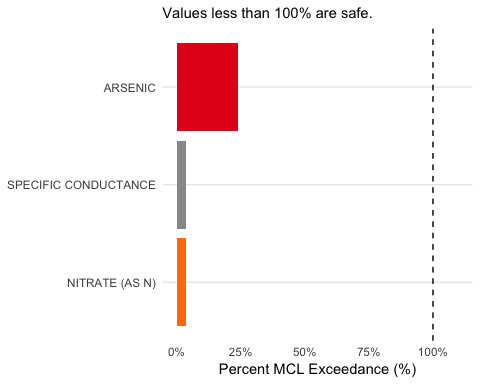 Values less than 100% are safe.
ARSENIC
SPECIFIC CONDUCTANCE
NITRATE (AS N)
0% 25% 50% 75% 100%
Percent MCL Exceedance (%)